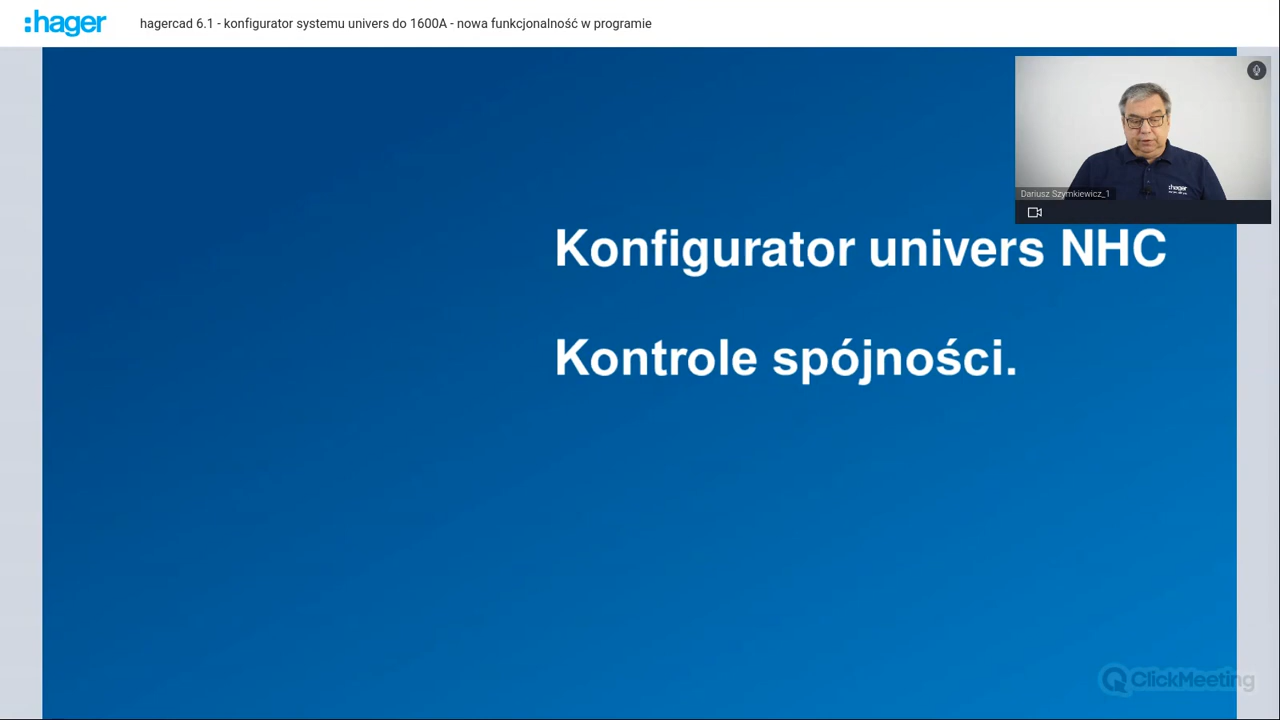 :hager
hagercad 6.1 - konfigurator systemu univers do 1600A - nowa funkcjonalność w programie
:hager
Dariusz Szymkiewicz_1
Konfigurator univers NHC
Kontrole spójności.
ClickMeeting